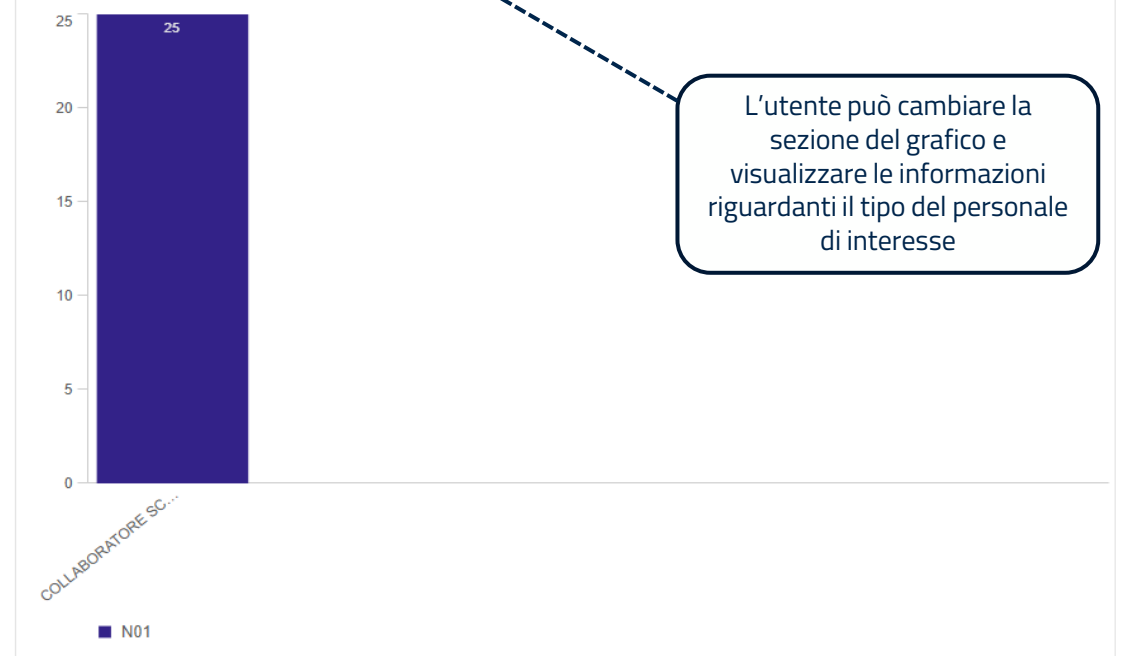 25
25
20
15
10
5
0
L'utente può cambiare la
sezione del grafico e
visualizzare le informazioni
riguardanti il tipo del personale
di interesse
COLLABORATORE SC...
N01